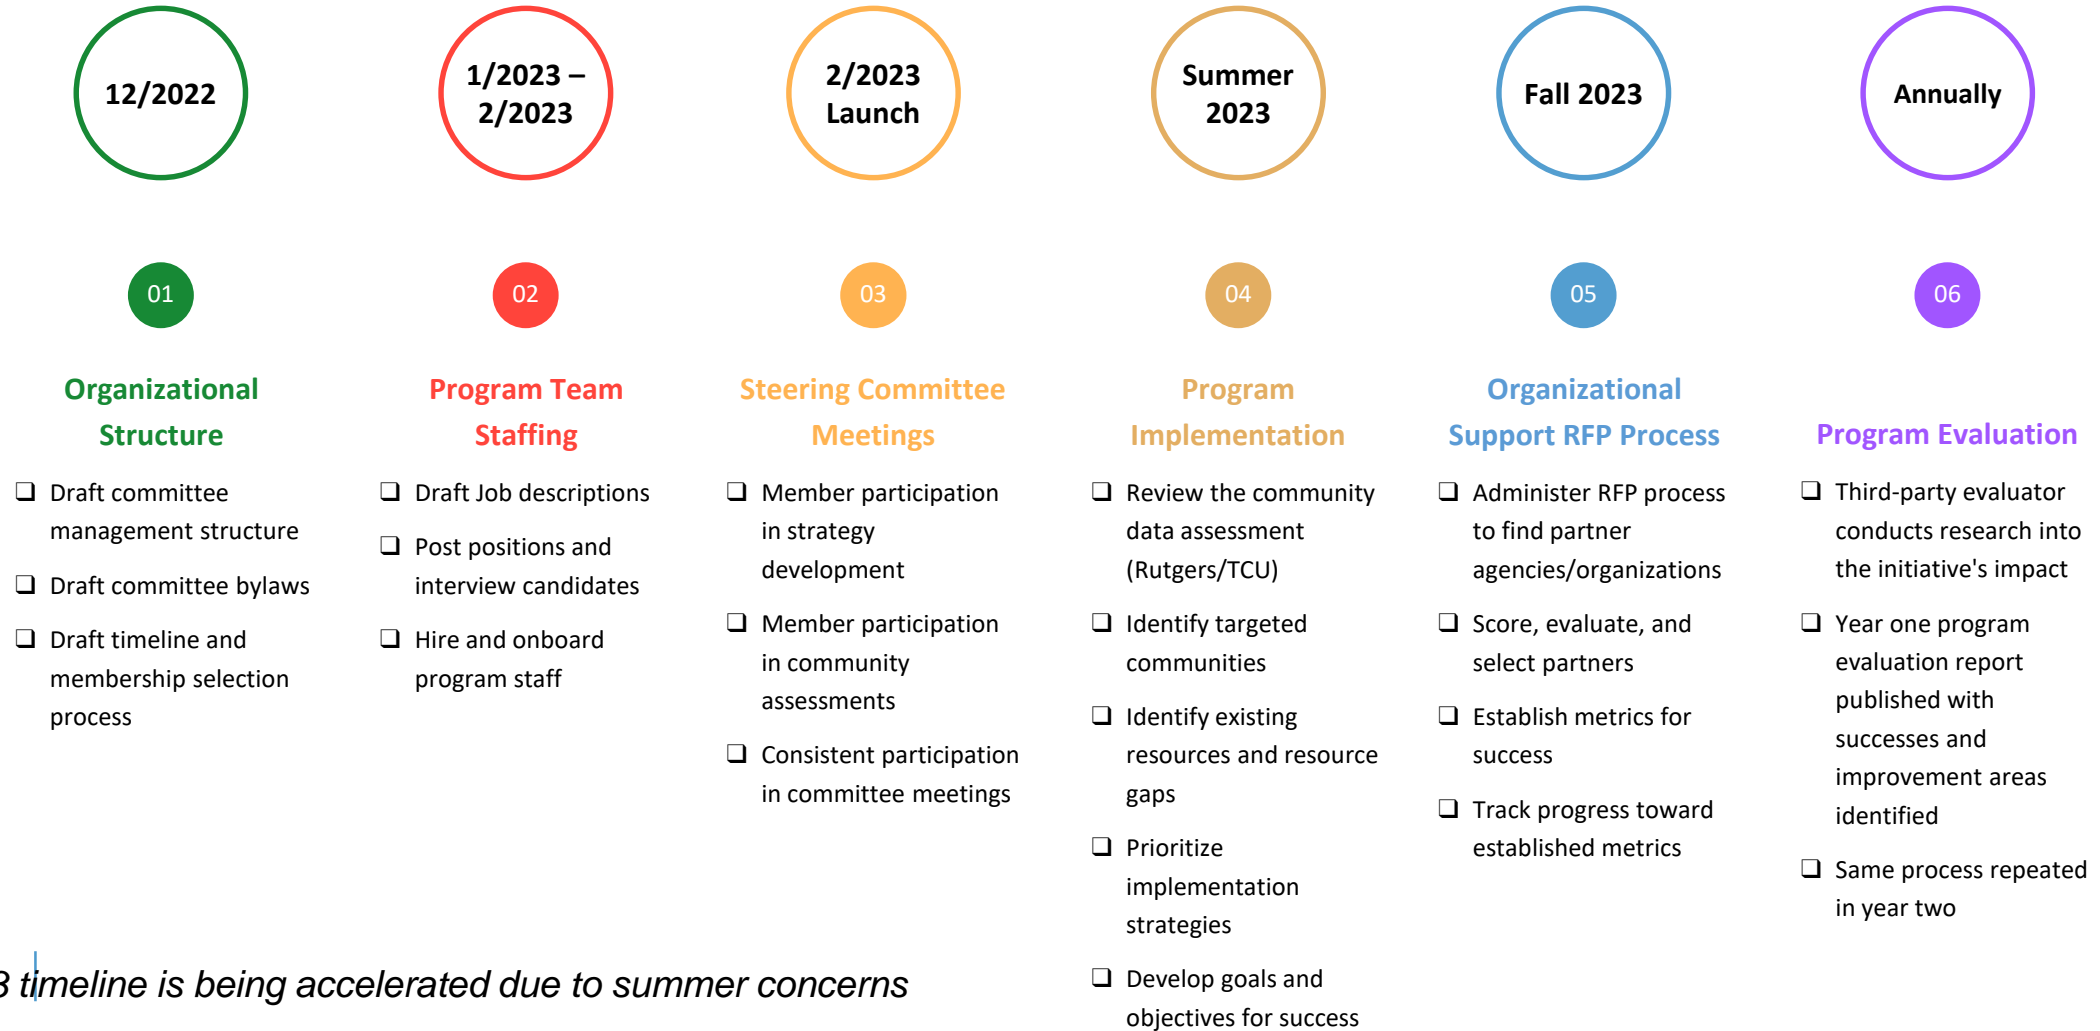 12/2022
1/2023 –
2/2023
2/2023
Launch
Summer
2023
Fall 2023
Annually
01
02
03
04
05
06
Organizational
Structure
❑ Draft committee
management structure
❑ Draft committee bylaws
❑ Draft timeline and
membership selection
process
Program Team
Staffing
❑ Draft Job descriptions
❑ Post positions and
interview candidates
❑ Hire and onboard
program staff
Steering Committee
Meetings
❑ Member participation
in strategy
development
❑ Member participation
in community
assessments
❑ Consistent participation
in committee meetings
Program
Implementation
❑ Review the community
data assessment
(Rutgers/TCU)
❑ Identify targeted
communities
❑ Identify existing
resources and resource
gaps
❑ Prioritize
implementation
strategies
❑ Develop goals and
objectives for success
Organizational
Support RFP Process
❑ Administer RFP process
to find partner
agencies/organizations
❑ Score, evaluate, and
select partners
❑ Establish metrics for
success
❑ Track progress toward
established metrics
Program Evaluation
❑ Third-party evaluator
conducts research into
the initiative's impact
❑ Year one program
evaluation report
published with
successes and
improvement areas
identified
❑ Same process repeated
in year two
timeline is being accelerated due to summer concerns